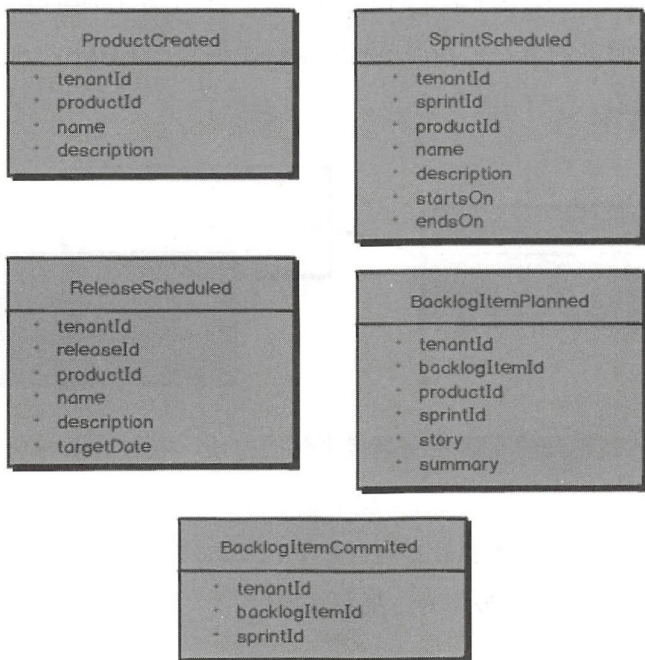 ProductCreated
tenantId
productId
name
description
SprintScheduled
tenantId
sprintId
productId
name
description
startsOn
endsOn
ReleaseScheduled
tenantId
releaseId
productId
name
description
targetDate
BacklogItemPlanned
tenantId
backlogItemId
productId
sprintId
story
summary
BacklogItemCommited
tenantId
backlogItemId
sprintId